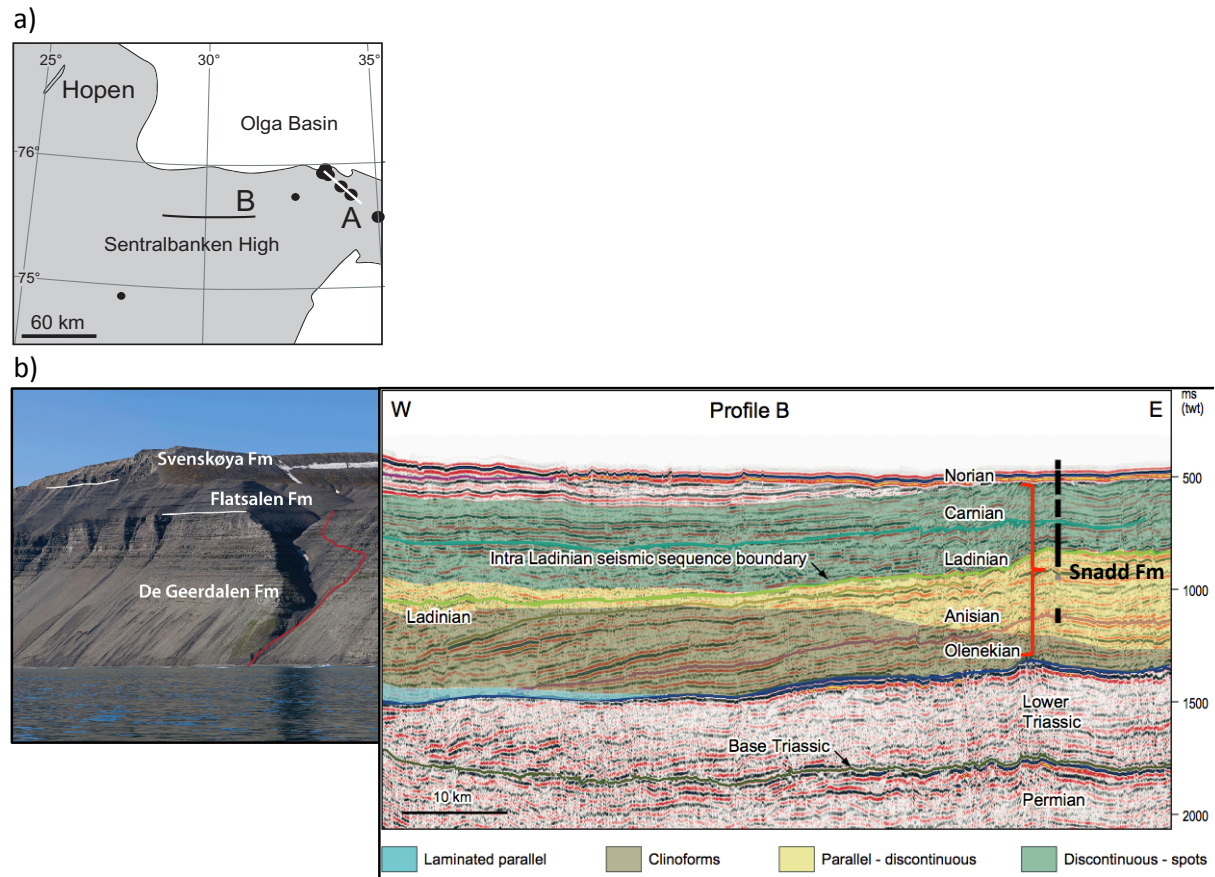 a)
25°
30°
35°
Hopen
Olga Basin
76°
B
A
Sentralbanken High
75°
60 km
b)
Svenskøya Fm
Flatsalen Fm
De Geerdalen Fm
W
Profile B
E
ms
(twt)
Norian
500
Carnian
Intra Ladinian seismic sequence boundary
Ladinian
Snadd Fm
1000
Ladinian
Anisian
Olenekian
1500
Lower
Triassic
Base Triassic
10 km
Permian
2000
Laminated parallel
Clinoforms
Parallel - discontinuous
Discontinuous - spots